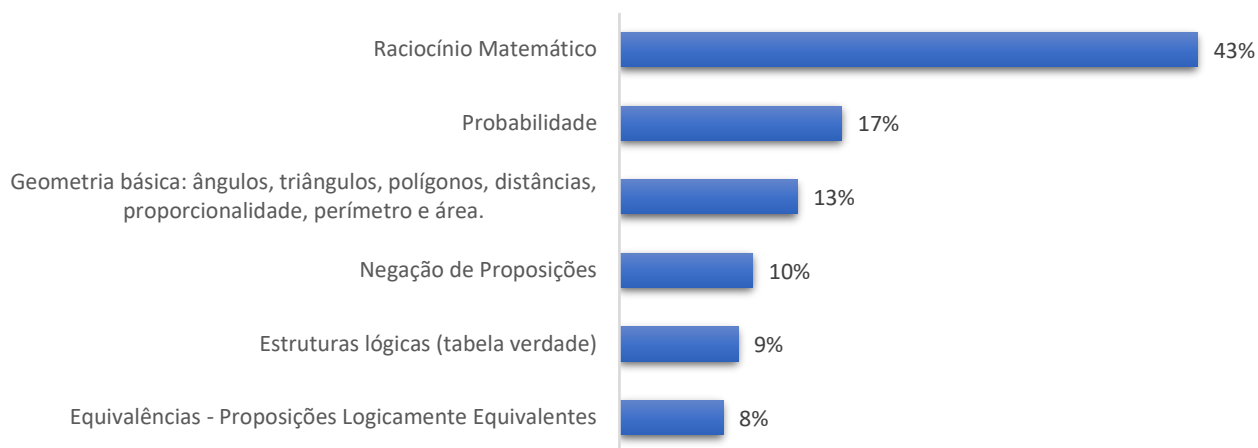 Raciocínio Matemático
43%
Probabilidade
17%
Geometria básica: ângulos, triângulos, polígonos, distâncias,
proporcionalidade, perímetro e área.
13%
Negação de Proposições
10%
Estruturas lógicas (tabela verdade)
9%
Equivalências - Proposições Logicamente Equivalentes
8%